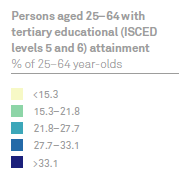 Persons aged 25–64 with
tertiary educational (ISCED
levels 5 and 6) attainment
% of 25–64 year-olds
<15.3
15.3–21.8
21.8–27.7
27.7–33.1
>33.1